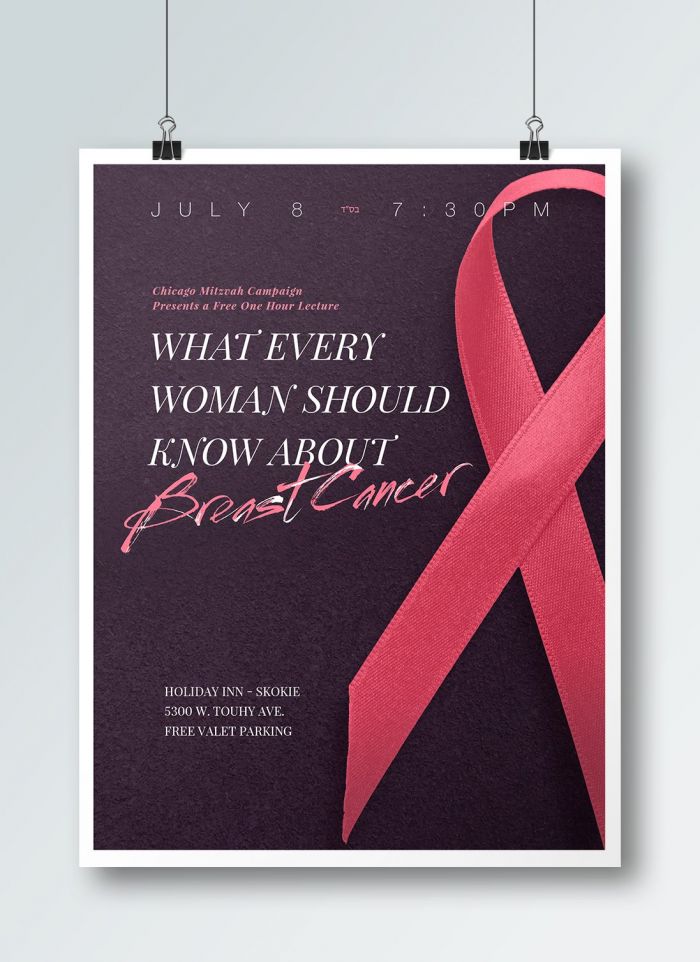 JULY 8 בס"ד 7:30PM
Chicago Mitzvah Campaign
Presents a Free One Hour Lecture
WHAT EVERY
WOMAN SHOULD
KNOW ABOUT
Breast Cancer
HOLIDAY INN - SKOKIE
5300 W. TOUHY AVE.
FREE VALET PARKING